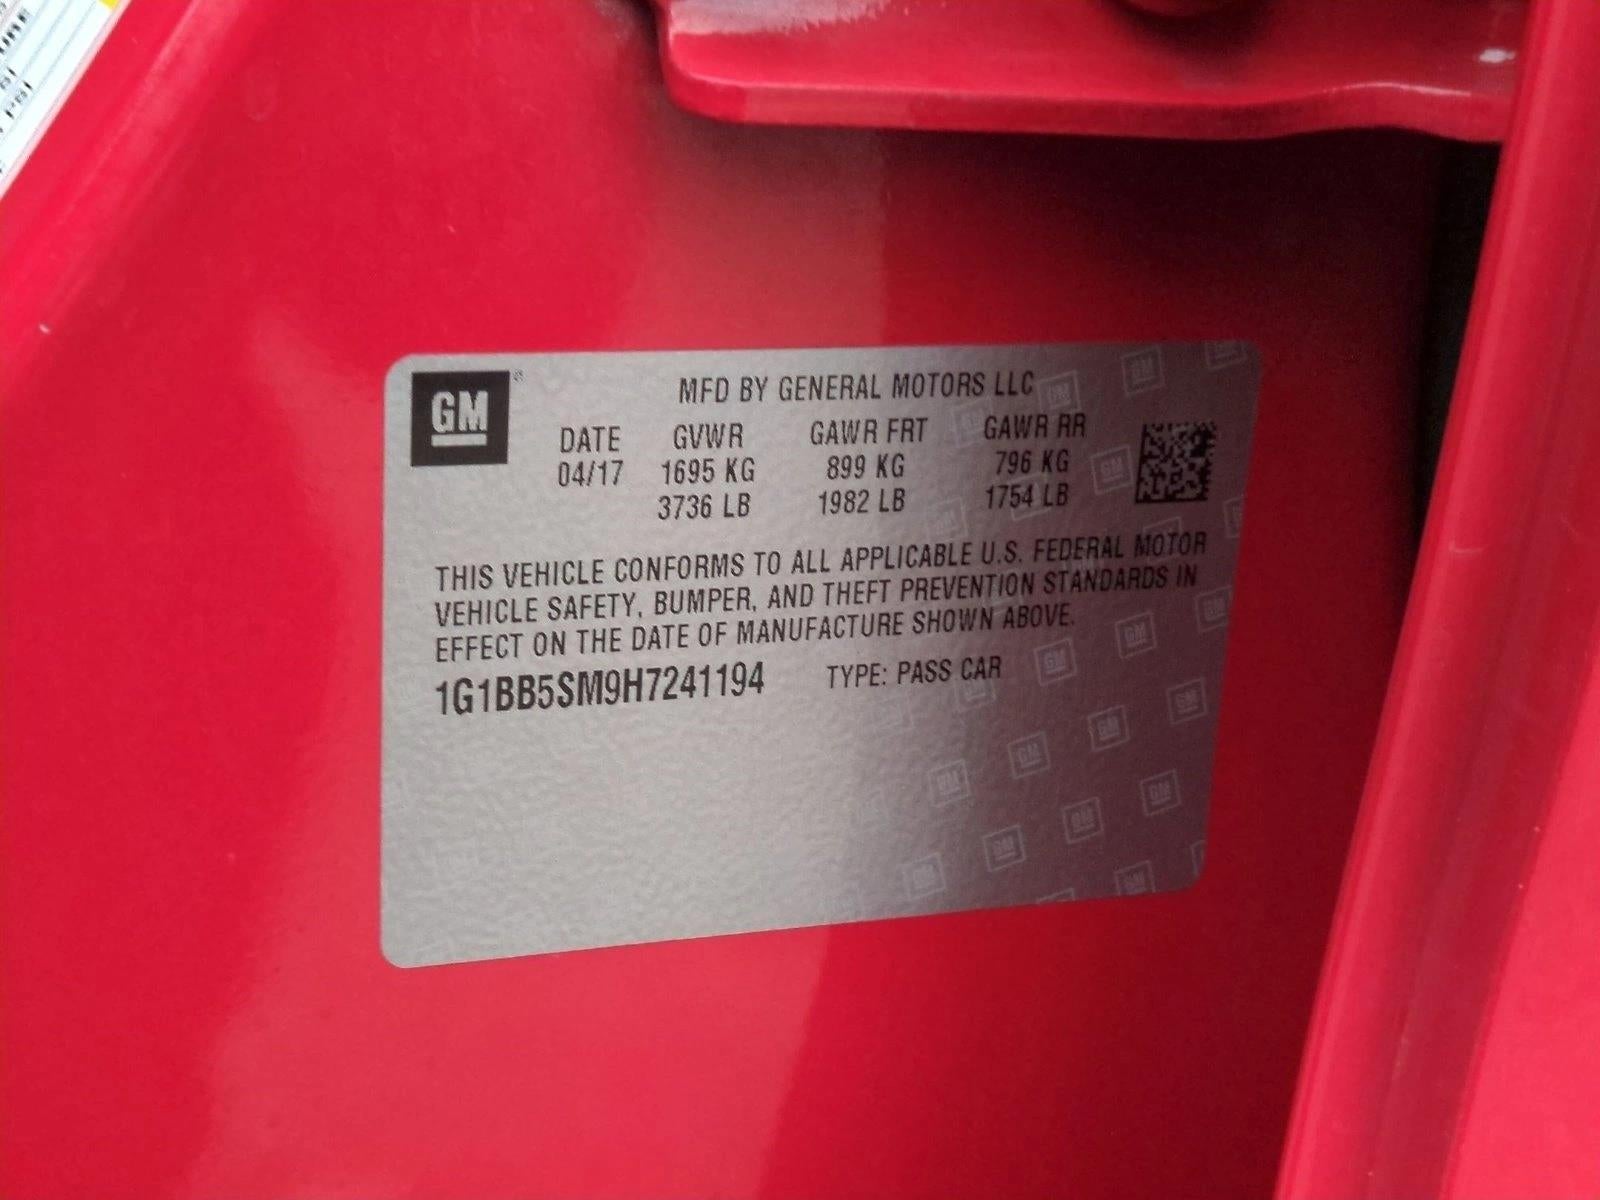 GM
MFD BY GENERAL MOTORS LLC
DATE GVWR GAWR FRT GAWR RR
04/17 1695 KG 899 KG 796 KG
3736 LB 1982 LB 1754 LB
THIS VEHICLE CONFORMS TO ALL APPLICABLE U.S. FEDERAL MOTOR
VEHICLE SAFETY, BUMPER, AND THEFT PREVENTION STANDARDS IN
EFFECT ON THE DATE OF MANUFACTURE SHOWN ABOVE.
1G1BB5SM9H7241194 TYPE: PASS CAR